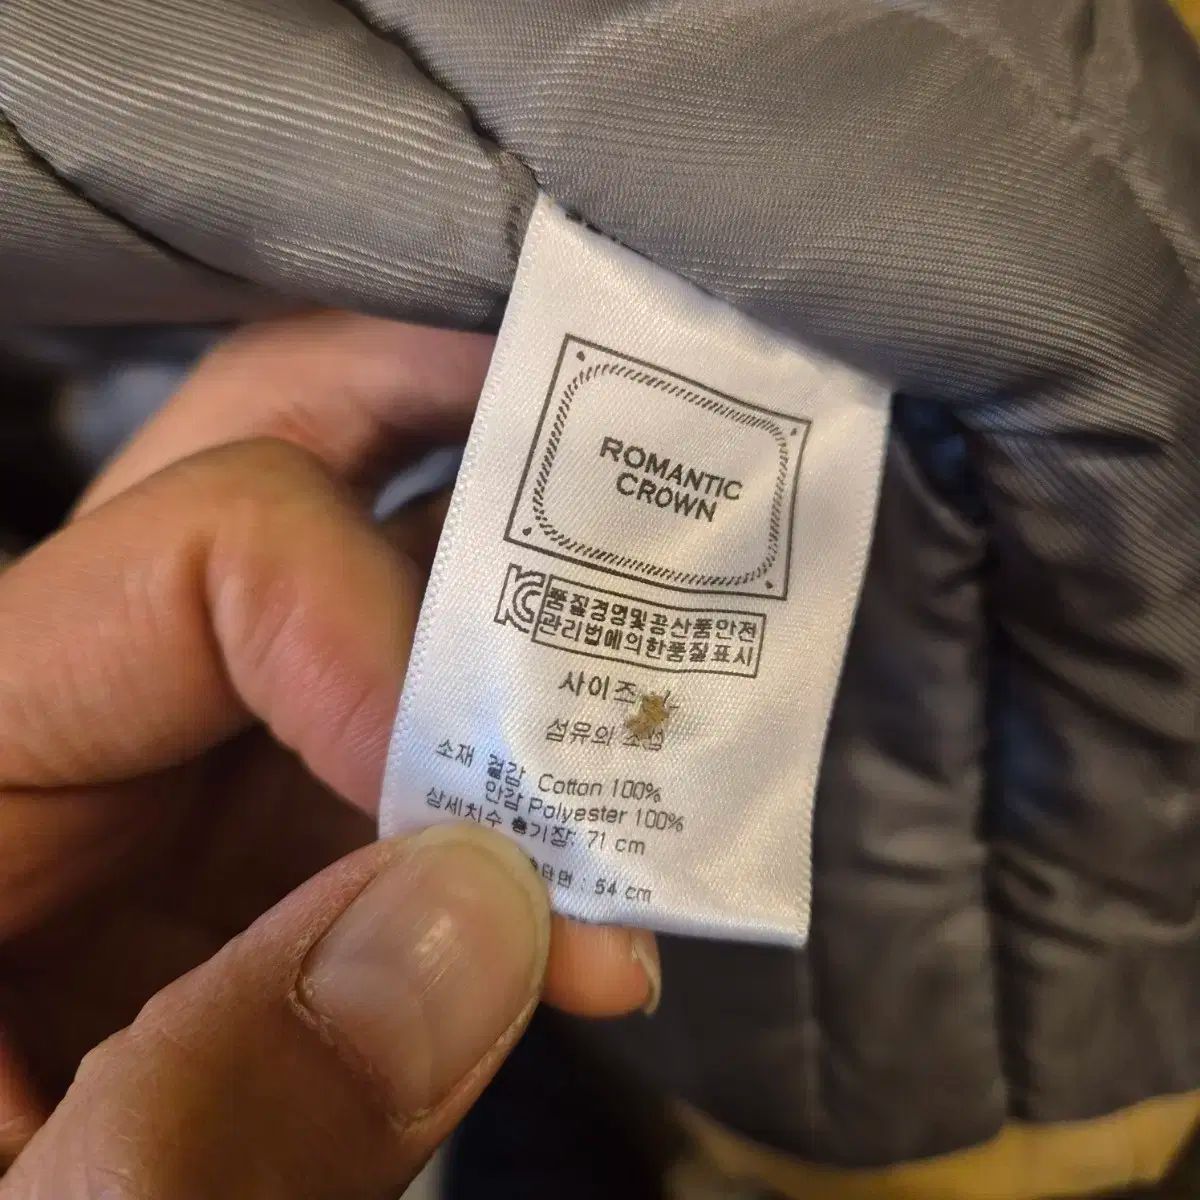 ROMANTIC
CROWN
품질경영및공산품안전
관리법에의한품질표시
사이즈
섬유의 조성
소재 겉감 Cotton 100%
안감 Polyester 100%
상세치수 총기장: 71 cm
단면 : 54 cm